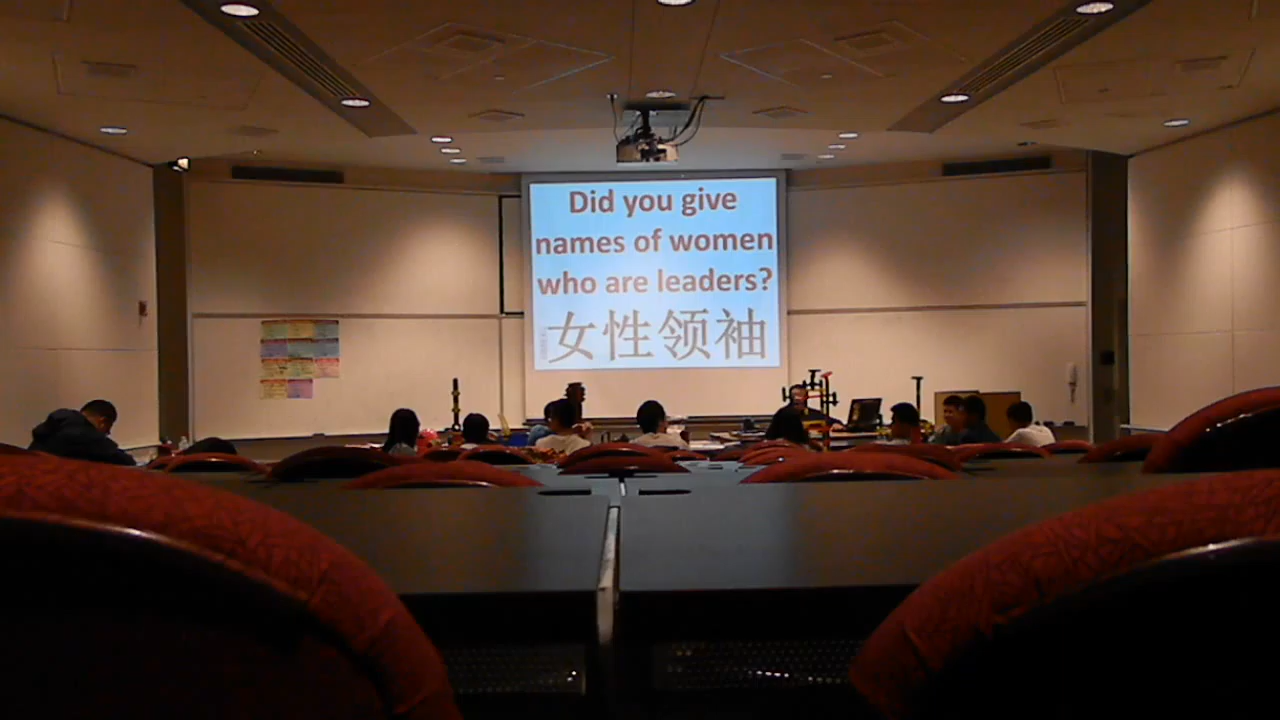 Did you give
names of women
who are leaders?
女性领袖